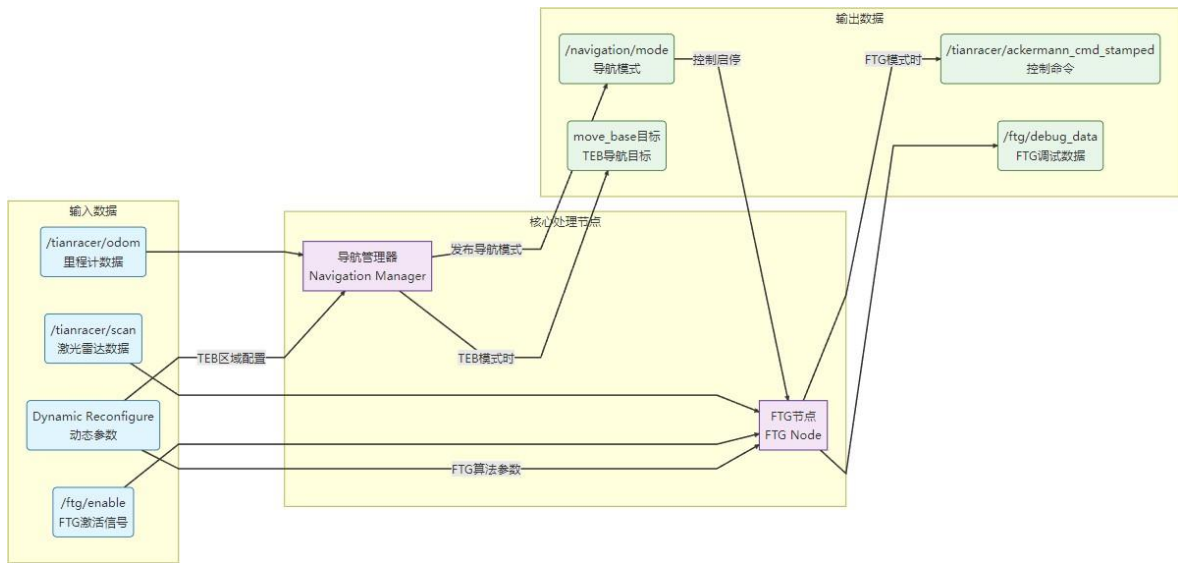 输出数据
/navigation/mode
导航模式
控制启停
FTG模式时
/tianracer/ackermann_cmd_stamped
控制命令
move_base目标
TEB导航目标
/ftg/debug_data
FTG调试数据
输入数据
/tianracer/odom
里程计数据
/tianracer/scan
激光雷达数据
Dynamic Reconfigure
动态参数
/ftg/enable
FTG激活信号
核心处理节点
导航管理器
Navigation Manager
发布导航模式
TEB区域配置
TEB模式时
FTG算法参数
FTG节点
FTG Node